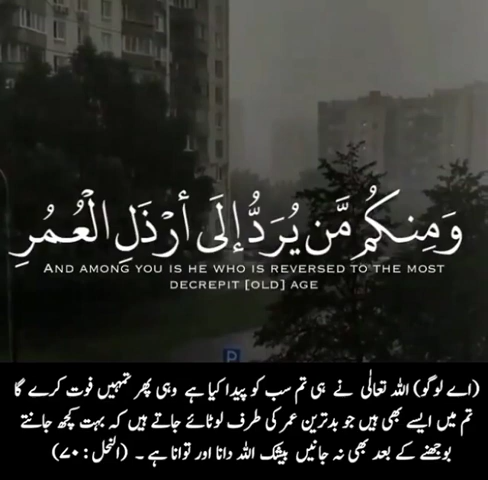 وَمِنكُم مَّن يُرَدُّ إِلَى أَرْذَلِ الْعُمُرِ
AND AMONG YOU IS HE WHO IS REVERSED TO THE MOST
DECREPIT [OLD] AGE
P
(اے لوگو) اللہ تعالٰی نے ہی تم سب کو پیدا کیا ہے وہی پھر تمہیں فوت کرے گا
تم میں ایسے بھی ہیں جو بدترین عمر کی طرف لوٹائے جاتے ہیں کہ بہت کچھ جانتے
بوجھنے کے بعد بھی نہ جانیں بیشک اللہ دانا اور توانا ہے ۔ (النحل : ۷۰)